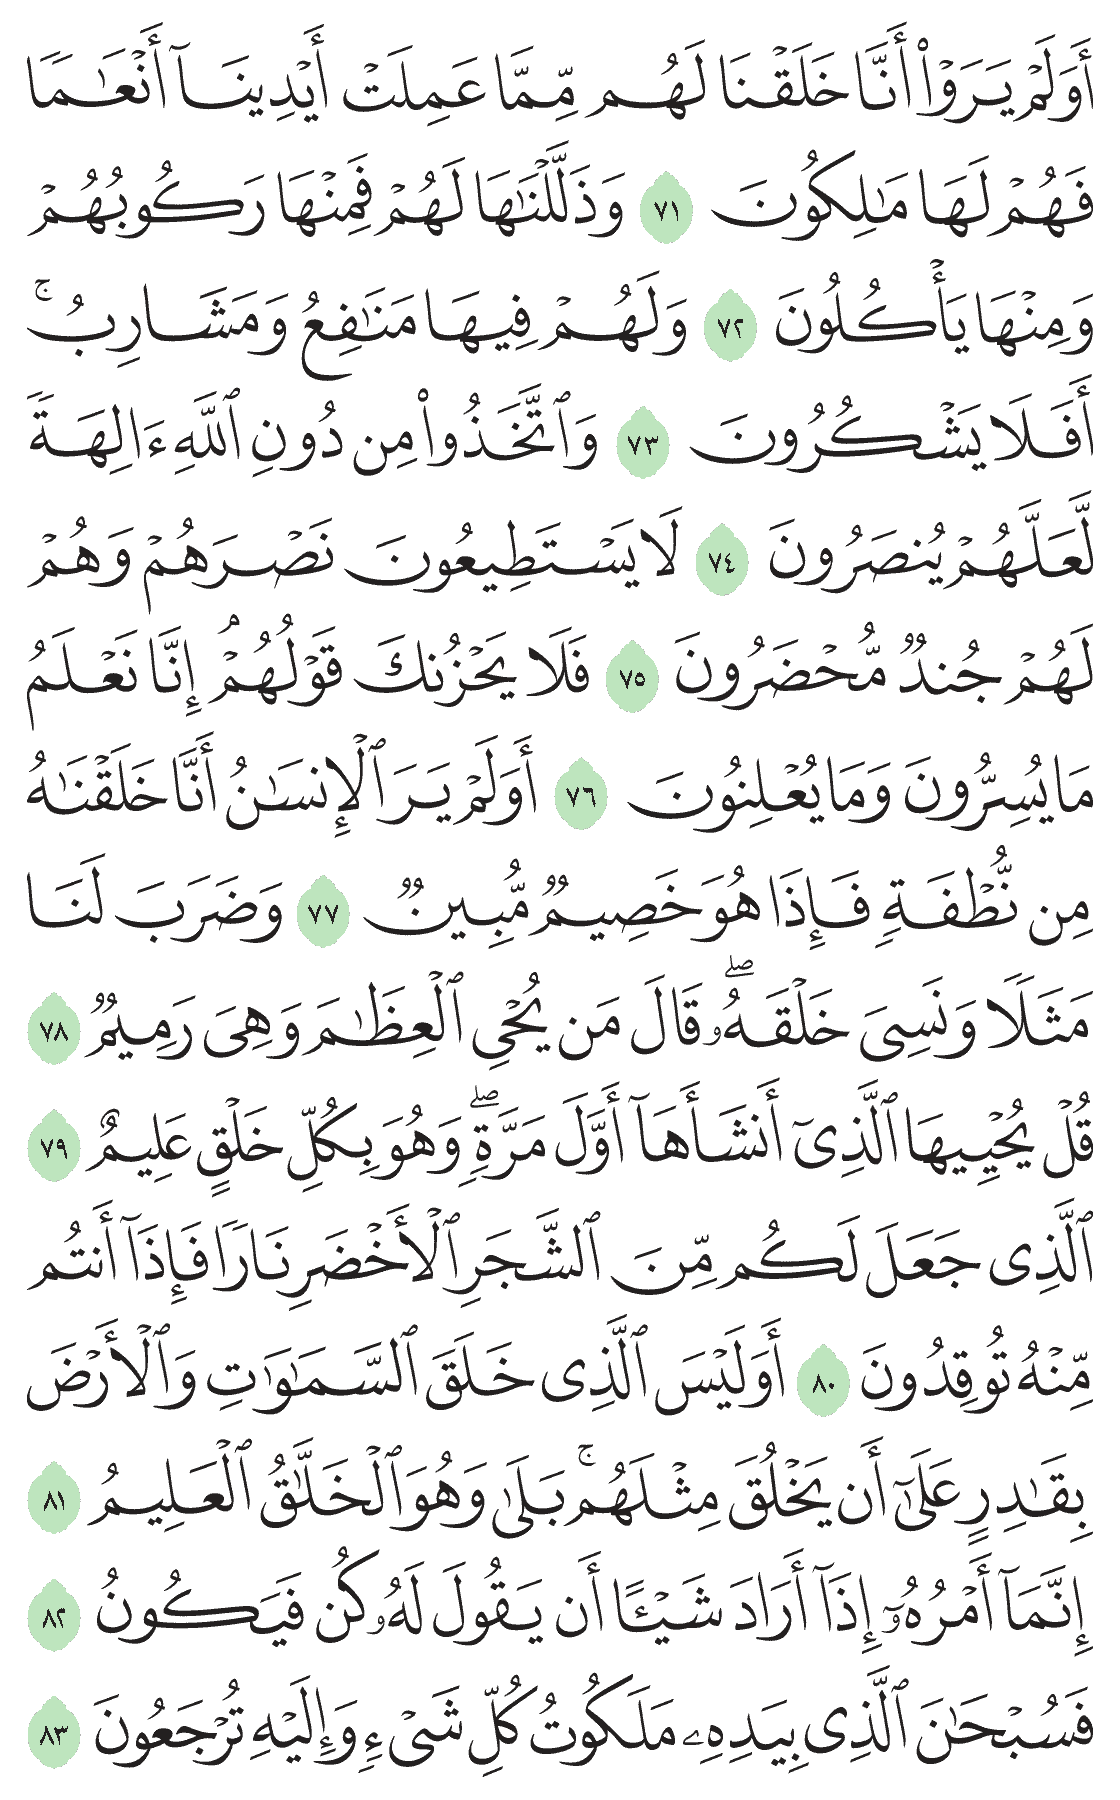 أَوَلَمۡ يَرَوۡاْ أَنَّا خَلَقۡنَا لَهُم مِّمَّا عَمِلَتۡ أَيۡدِينَآ أَنۡعَٰمٗا
فَهُمۡ لَهَا مَٰلِكُونَ ٧١ وَذَلَّلۡنَٰهَا لَهُمۡ فَمِنۡهَا رَكُوبُهُمۡ
وَمِنۡهَا يَأۡكُلُونَ ٧٢ وَلَهُمۡ فِيهَا مَنَٰفِعُ وَمَشَارِبُۚ
أَفَلَا يَشۡكُرُونَ ٧٣ وَٱتَّخَذُواْ مِن دُونِ ٱللَّهِ ءَالِهَةٗ
لَّعَلَّهُمۡ يُنصَرُونَ ٧٤ لَا يَسۡتَطِيعُونَ نَصۡرَهُمۡ وَهُمۡ
لَهُمۡ جُندٞ مُّحۡضَرُونَ ٧٥ فَلَا يَحۡزُنكَ قَوۡلُهُمۡۘ إِنَّا نَعۡلَمُ
مَا يُسِرُّونَ وَمَا يُعۡلِنُونَ ٧٦ أَوَلَمۡ يَرَ ٱلۡإِنسَٰنُ أَنَّا خَلَقۡنَٰهُ
مِن نُّطۡفَةٖ فَإِذَا هُوَ خَصِيمٞ مُّبِينٞ ٧٧ وَضَرَبَ لَنَا
مَثَلٗا وَنَسِيَ خَلۡقَهُۥۖ قَالَ مَن يُحۡيِ ٱلۡعِظَٰمَ وَهِيَ رَمِيمٞ ٧٨
قُلۡ يُحۡيِيهَا ٱلَّذِيٓ أَنشَأَهَآ أَوَّلَ مَرَّةٖۖ وَهُوَ بِكُلِّ خَلۡقٍ عَلِيمٌ ٧٩
ٱلَّذِي جَعَلَ لَكُم مِّنَ ٱلشَّجَرِ ٱلۡأَخۡضَرِ نَارٗا فَإِذَآ أَنتُم
مِّنۡهُ تُوقِدُونَ ٨٠ أَوَلَيۡسَ ٱلَّذِي خَلَقَ ٱلسَّمَٰوَٰتِ وَٱلۡأَرۡضَ
بِقَٰدِرٍ عَلَىٰٓ أَن يَخۡلُقَ مِثۡلَهُمۚ بَلَىٰ وَهُوَ ٱلۡخَلَّٰقُ ٱلۡعَلِيمُ ٨١
إِنَّمَآ أَمۡرُهُۥٓ إِذَآ أَرَادَ شَيۡـًٔا أَن يَقُولَ لَهُۥ كُن فَيَكُونُ ٨٢
فَسُبۡحَٰنَ ٱلَّذِي بِيَدِهِۦ مَلَكُوتُ كُلِّ شَيۡءٖ وَإِلَيۡهِ تُرۡجَعُونَ ٨٣